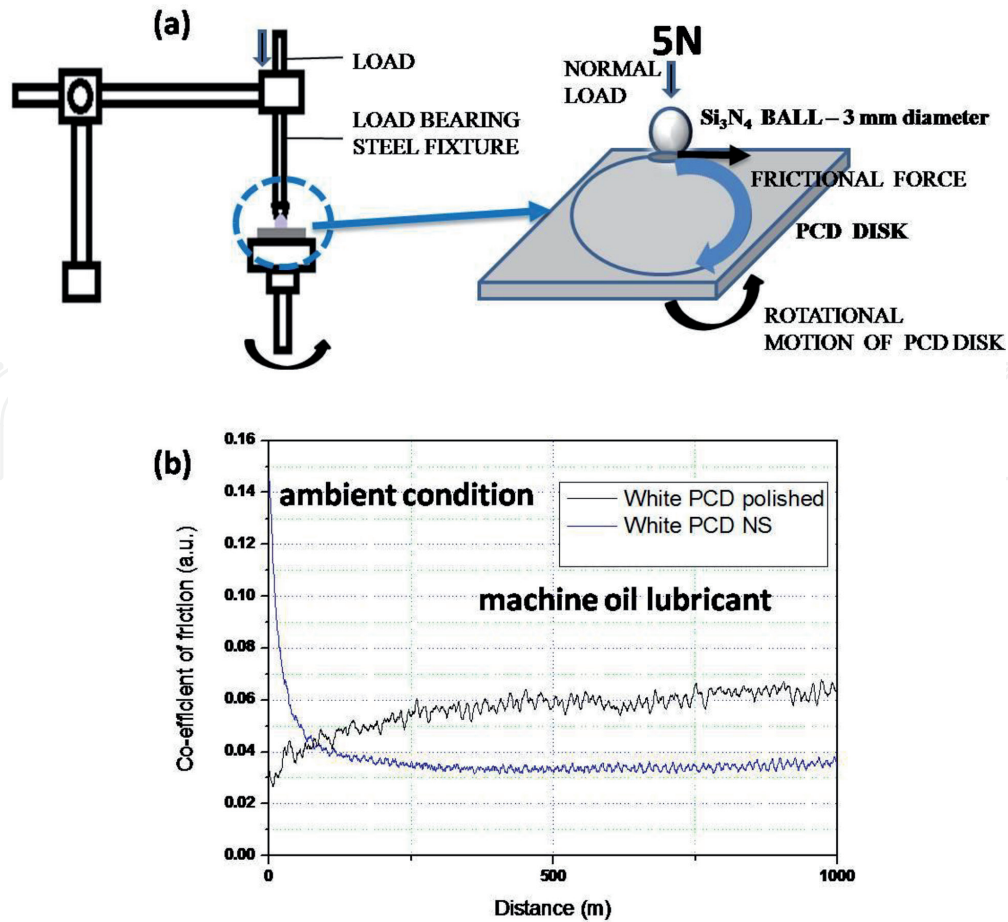 (a)
LOAD
LOAD BEARING
STEEL FIXTURE
5N
NORMAL
LOAD
Si₃N₄ BALL – 3 mm diameter
FRICTIONAL FORCE
PCD DISK
ROTATIONAL
MOTION OF PCD DISK
(b)
0.16
0.14
0.12
0.10
0.08
0.06
0.04
0.02
0.00
Co-efficient of friction (a.u.)
ambient condition
White PCD polished
White PCD NS
machine oil lubricant
0
500
1000
Distance (m)